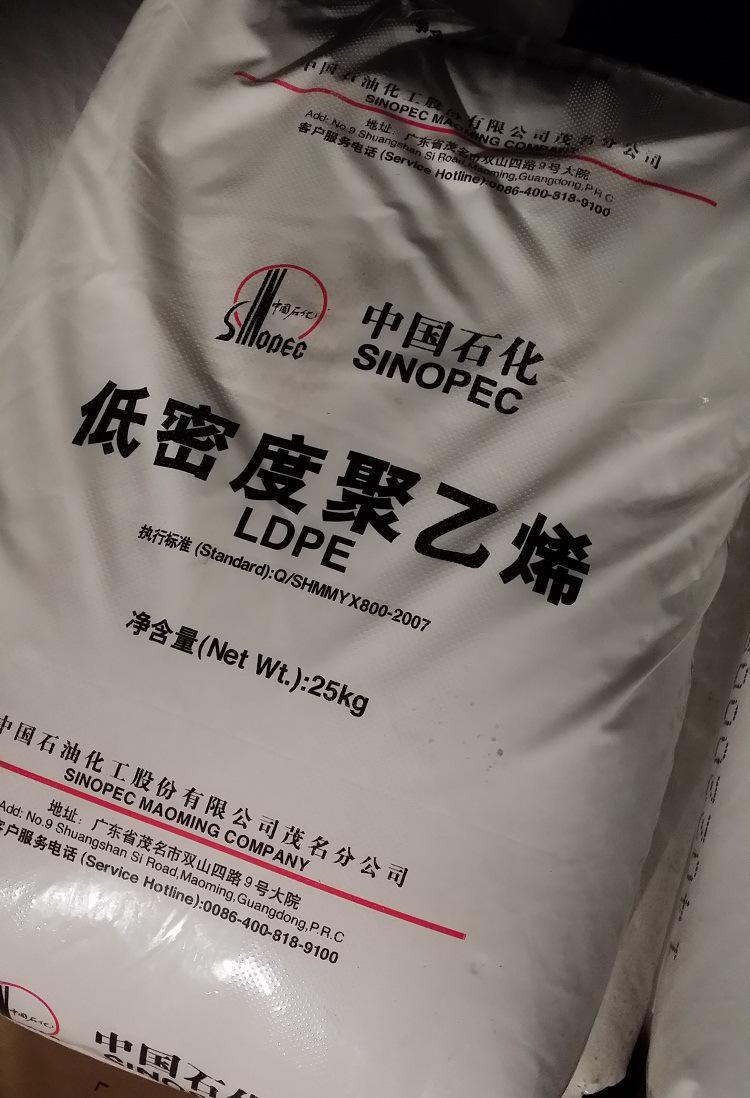 中国石油化工股份有限公司茂名分公司
SINOPEC MAOMING COMPANY
地址：广东省茂名市双山四路9号大院
Add: No.9 Shuangshan Si Road,Maoming,Guangdong,P.R.C
客户服务电话 (Service Hotline):0086-400-818-9100
中国石化
Sinopec
中国石化
SINOPEC
低密度聚乙烯
LDPE
执行标准 (Standard):Q/SHMMYX800-2007
净含量(Net Wt.):25kg
中国石油化工股份有限公司茂名分公司
SINOPEC MAOMING COMPANY
地址：广东省茂名市双山四路9号大院
Add: No.9 Shuangshan Si Road,Maoming,Guangdong,P.R.C
客户服务电话 (Service Hotline):0086-400-818-9100
中国石化
中国石化
SINOPEC